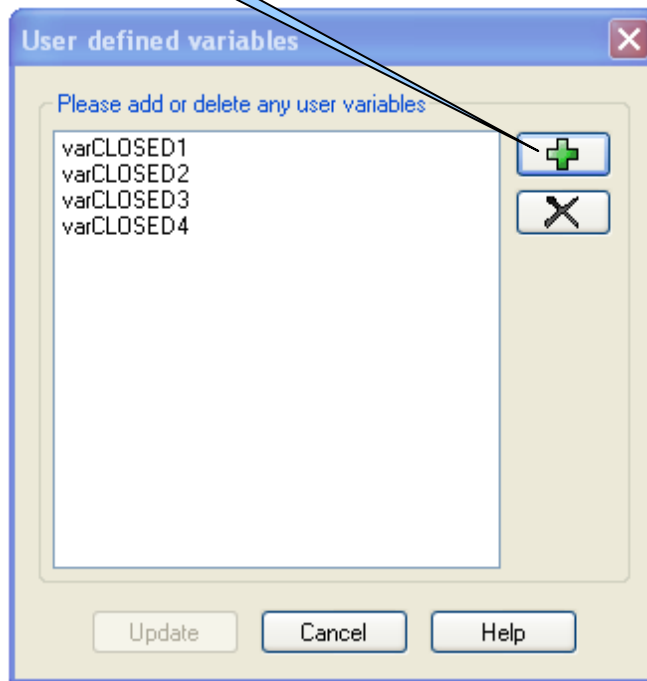 User defined variables
Please add or delete any user variables
varCLOSED1
varCLOSED2
varCLOSED3
varCLOSED4
Update Cancel Help